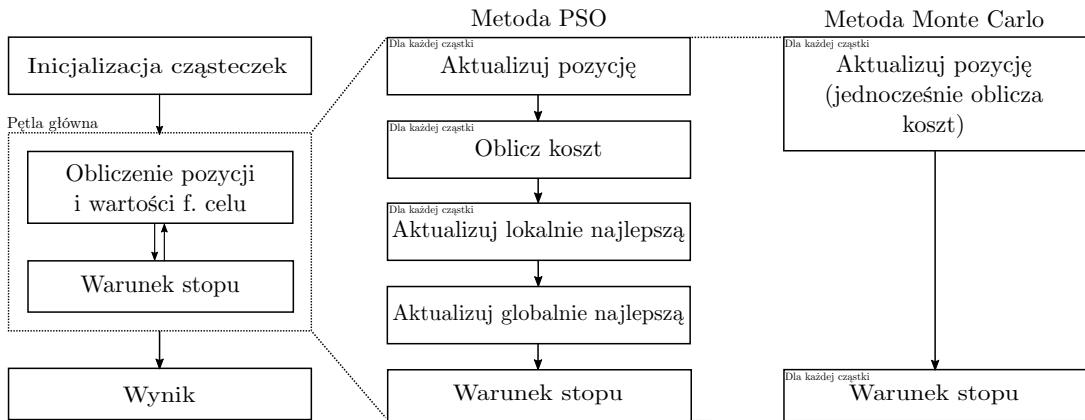 Inicjalizacja cząsteczek
Pętla główna
Obliczenie pozycji
i wartości f. celu
Warunek stopu
Wynik
Metoda PSO
Dla każdej cząstki
Aktualizuj pozycję
Dla każdej cząstki
Oblicz koszt
Dla każdej cząstki
Aktualizuj lokalnie najlepszą
Aktualizuj globalnie najlepszą
Warunek stopu
Metoda Monte Carlo
Dla każdej cząstki
Aktualizuj pozycję
(jednocześnie oblicza
koszt)
Dla każdej cząstki
Warunek stopu